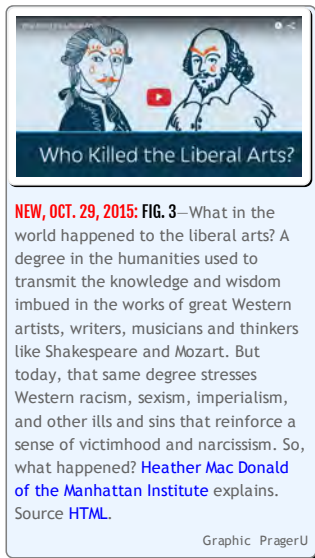 Who Killed the Liberal Arts?
Who Killed the Liberal Arts?
NEW, OCT. 29, 2015: FIG. 3—What in the
world happened to the liberal arts? A
degree in the humanities used to
transmit the knowledge and wisdom
imbued in the works of great Western
artists, writers, musicians and thinkers
like Shakespeare and Mozart. But
today, that same degree stresses
Western racism, sexism, imperialism,
and other ills and sins that reinforce a
sense of victimhood and narcissism. So,
what happened? Heather Mac Donald
of the Manhattan Institute explains.
Source HTML.
Graphic PragerU